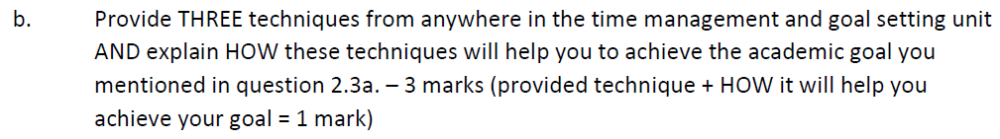 b. Provide THREE techniques from anywhere in the time management and goal setting unit
AND explain HOW these techniques will help you to achieve the academic goal you
mentioned in question 2.3a. – 3 marks (provided technique + HOW it will help you
achieve your goal = 1 mark)